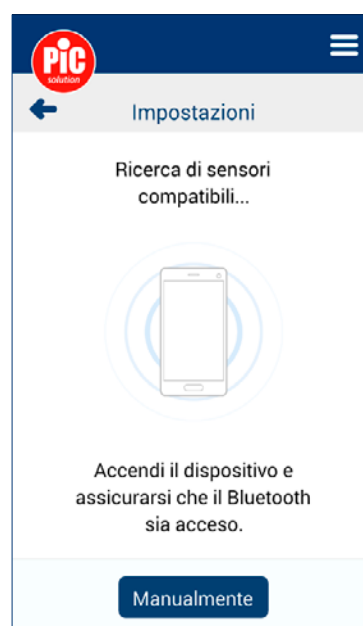 PiC
solution
Impostazioni
Ricerca di sensori
compatibili...
Accendi il dispositivo e
assicurarsi che il Bluetooth
sia acceso.
Manualmente